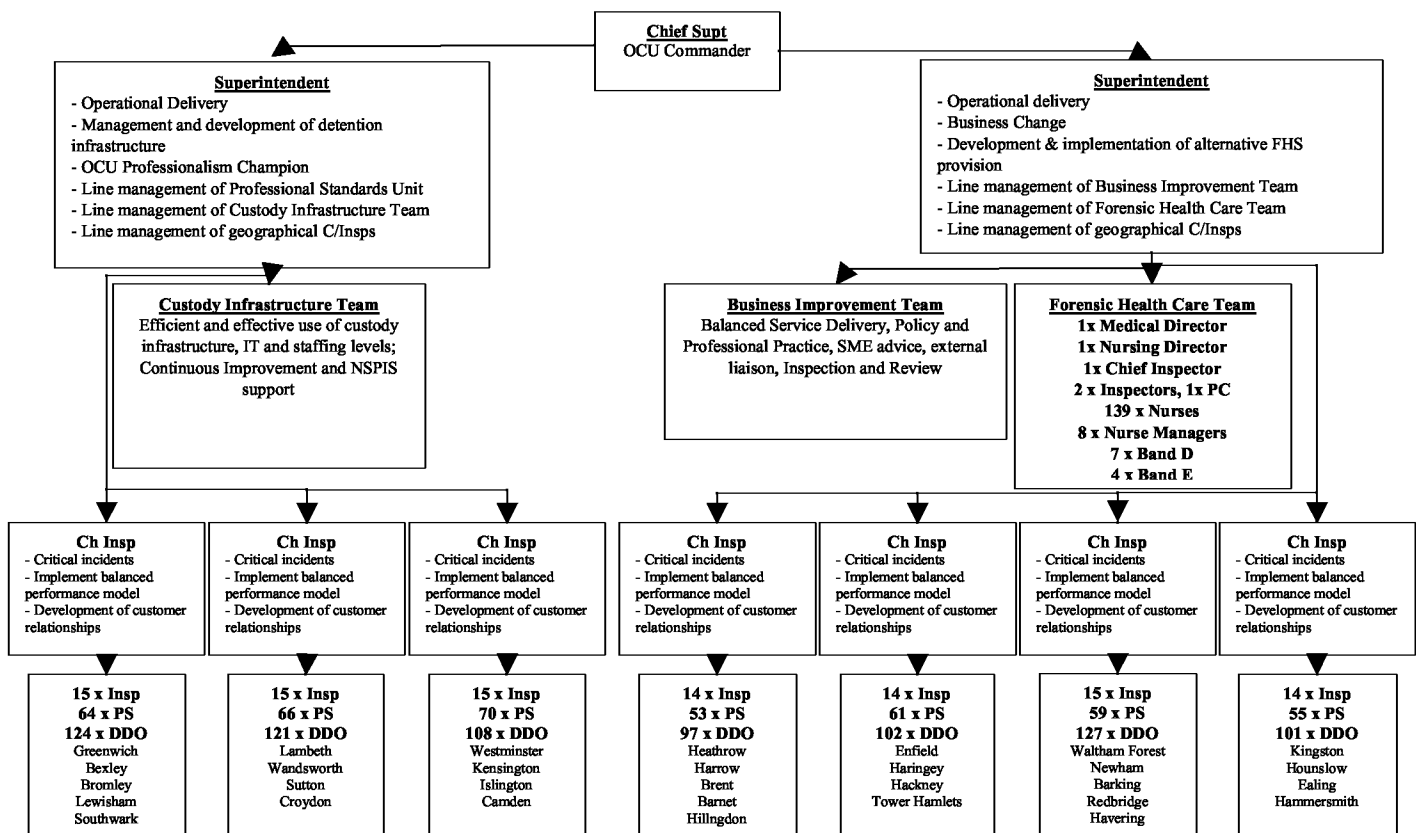 Chief Supt
OCU Commander
Superintendent
- Operational Delivery
- Management and development of detention
infrastructure
- OCU Professionalism Champion
- Line management of Professional Standards Unit
- Line management of Custody Infrastructure Team
- Line management of geographical C/Insps
Superintendent
- Operational delivery
- Business Change
- Development & implementation of alternative FHS
provision
- Line management of Business Improvement Team
- Line management of Forensic Health Care Team
- Line management of geographical C/Insps
Custody Infrastructure Team
Efficient and effective use of custody
infrastructure, IT and staffing levels;
Continuous Improvement and NSPIS
support
Business Improvement Team
Balanced Service Delivery, Policy and
Professional Practice, SME advice, external
liaison, Inspection and Review
Forensic Health Care Team
1x Medical Director
1x Nursing Director
1x Chief Inspector
2 x Inspectors, 1x PC
139 x Nurses
8 x Nurse Managers
7 x Band D
4 x Band E
Ch Insp
- Critical incidents
- Implement balanced
performance model
- Development of customer
relationships
Ch Insp
- Critical incidents
- Implement balanced
performance model
- Development of customer
relationships
Ch Insp
- Critical incidents
- Implement balanced
performance model
- Development of customer
relationships
Ch Insp
- Critical incidents
- Implement balanced
performance model
- Development of customer
relationships
Ch Insp
- Critical incidents
- Implement balanced
performance model
- Development of customer
relationships
Ch Insp
- Critical incidents
- Implement balanced
performance model
- Development of customer
relationships
Ch Insp
- Critical incidents
- Implement balanced
performance model
- Development of customer
relationships
15 x Insp
64 x PS
124 x DDO
Greenwich
Bexley
Bromley
Lewisham
Southwark
15 x Insp
66 x PS
121 x DDO
Lambeth
Wandsworth
Sutton
Croydon
15 x Insp
70 x PS
108 x DDO
Westminster
Kensington
Islington
Camden
14 x Insp
53 x PS
97 x DDO
Heathrow
Harrow
Brent
Barnet
Hillngdon
14 x Insp
61 x PS
102 x DDO
Enfield
Haringey
Hackney
Tower Hamlets
15 x Insp
59 x PS
127 x DDO
Waltham Forest
Newham
Barking
Redbridge
Havering
14 x Insp
55 x PS
101 x DDO
Kingston
Hounslow
Ealing
Hammersmith